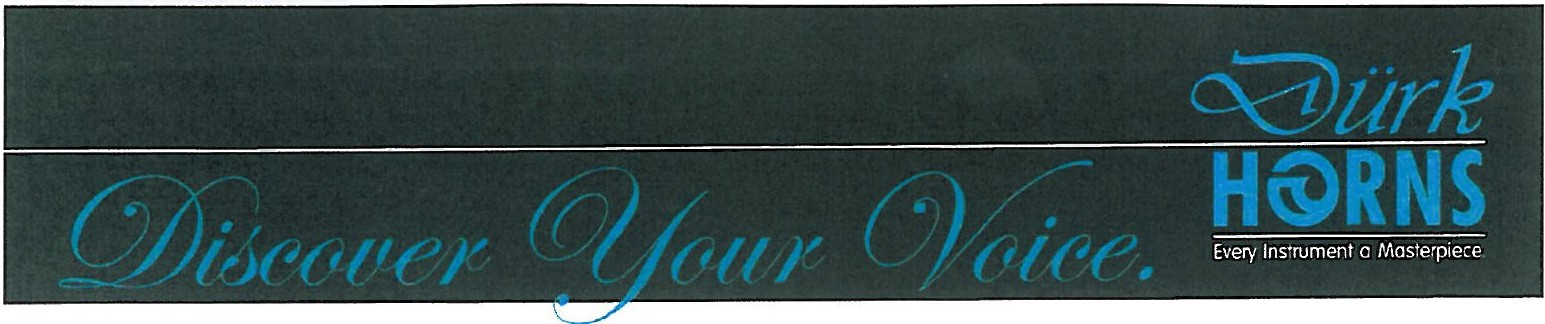 Discover Your Voice.
Dürk
HORNS
Every Instrument a Masterpiece